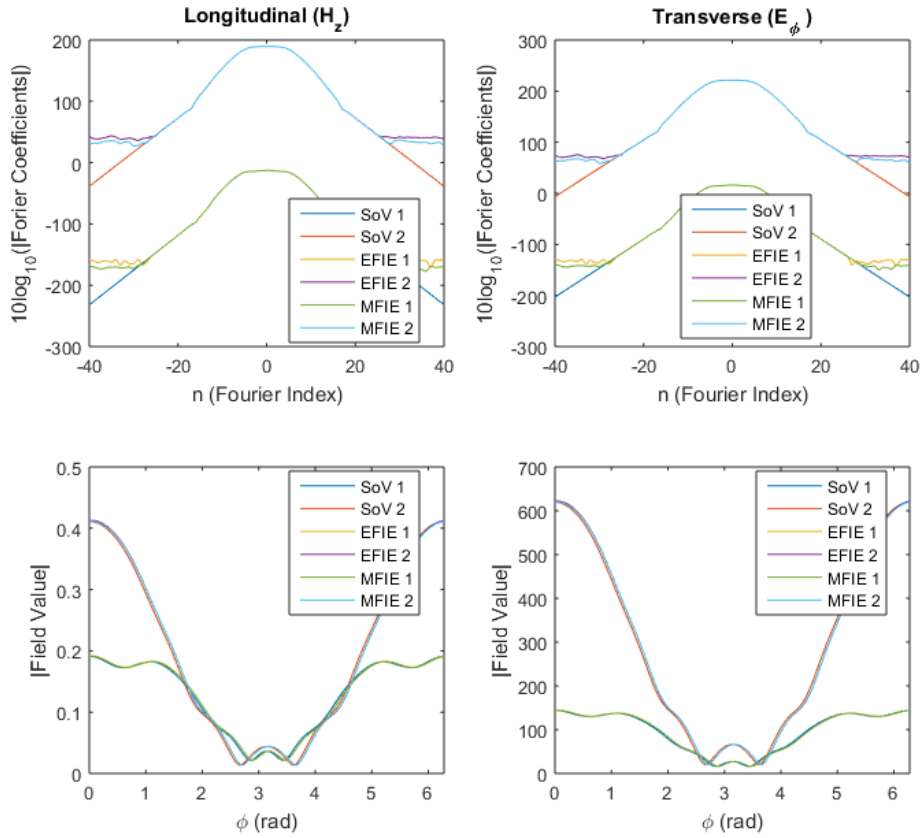 Longitudinal (H_z)
10log_10(|Forier Coefficients|)
200
100
0
-100
-200
-300
-40
-20
0
20
40
n (Fourier Index)
SoV 1
SoV 2
EFIE 1
EFIE 2
MFIE 1
MFIE 2
Transverse (E_ϕ)
10log_10(|Forier Coefficients|)
300
200
100
0
-100
-200
-300
-40
-20
0
20
40
n (Fourier Index)
SoV 1
SoV 2
EFIE 1
EFIE 2
MFIE 1
MFIE 2
|Field Value|
0.5
0.4
0.3
0.2
0.1
0
0
1
2
3
4
5
6
ϕ (rad)
SoV 1
SoV 2
EFIE 1
EFIE 2
MFIE 1
MFIE 2
|Field Value|
700
600
500
400
300
200
100
0
0
1
2
3
4
5
6
ϕ (rad)
SoV 1
SoV 2
EFIE 1
EFIE 2
MFIE 1
MFIE 2